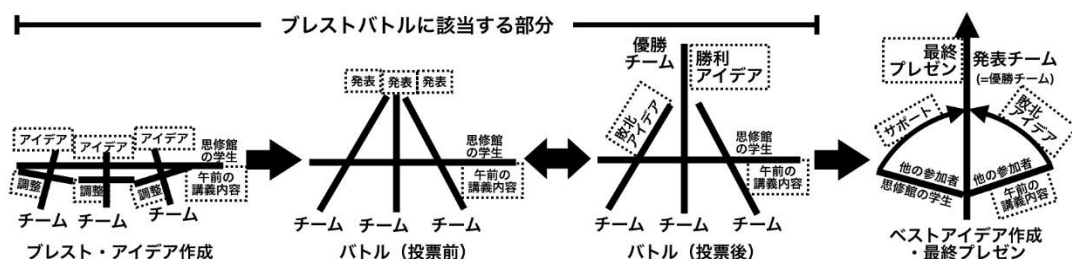 ブレストバトルに該当する部分
アイデア
アイデア
アイデア
思修館
の学生
調整
調整
調整
午前の
講義内容
チーム
チーム
チーム
ブレスト・アイデア作成
発表
発表
発表
思修館
の学生
午前の
講義内容
チーム
チーム
チーム
バトル(投票前)
優勝
チーム
勝利
アイデア
敗北
アイデア
思修館
の学生
午前の
講義内容
チーム
チーム
チーム
バトル(投票後)
最終
プレゼン
発表チーム
(=優勝チーム)
サポート
敗北
アイデア
他の参加者
他の参加者
思修館の学生
午前の
講義内容
ベストアイデア作成
・最終プレゼン